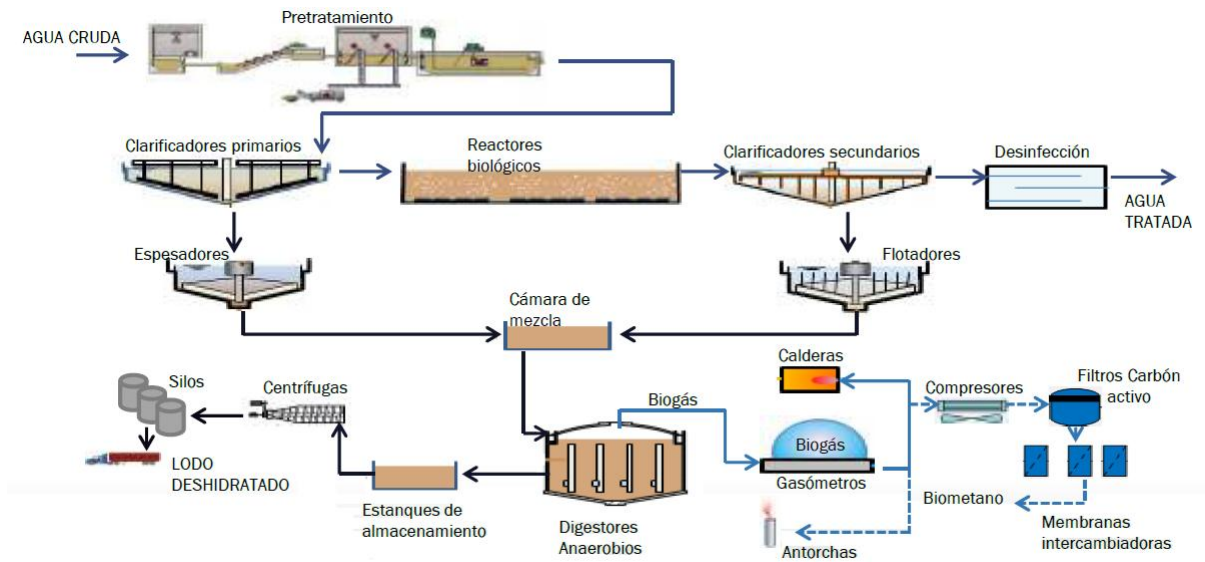 Pretratamiento
AGUA CRUDA
Clarificadores primarios
Reactores
biológicos
Clarificadores secundarios
Desinfección
AGUA
TRATADA
Espesadores
Flotadores
Cámara de
mezcla
Calderas
Silos
Centrífugas
Biogás
Compresores
Filtros Carbón
activo
Biogás
Gasómetros
LODO
DESHIDRATADO
Estanques de
almacenamiento
Digestores
Anaerobios
Antorchas
Biometano
Membranas
intercambiadoras